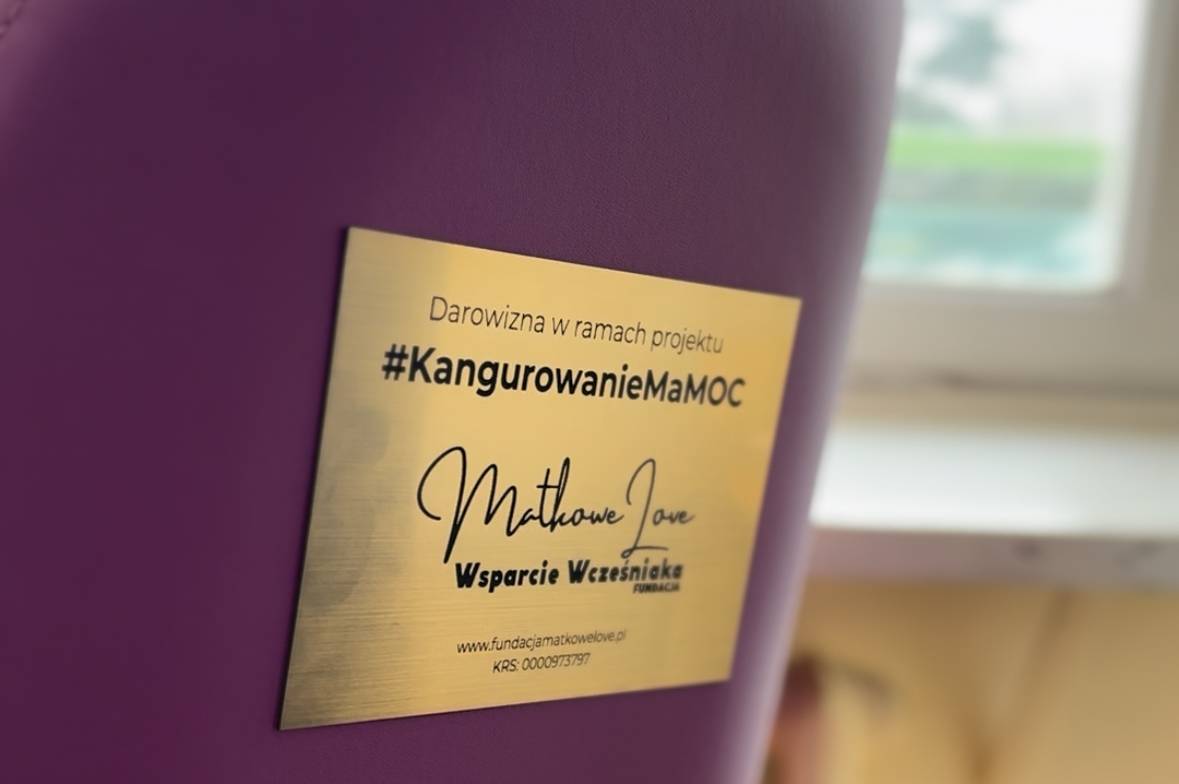 Darowizna w ramach projektu
#KangurowanieMaMOC
Matkowe Love
Wsparcie Wcześniaka
FUNDACJA
www.fundacjamatkowelove.pl
KRS: 0000973797